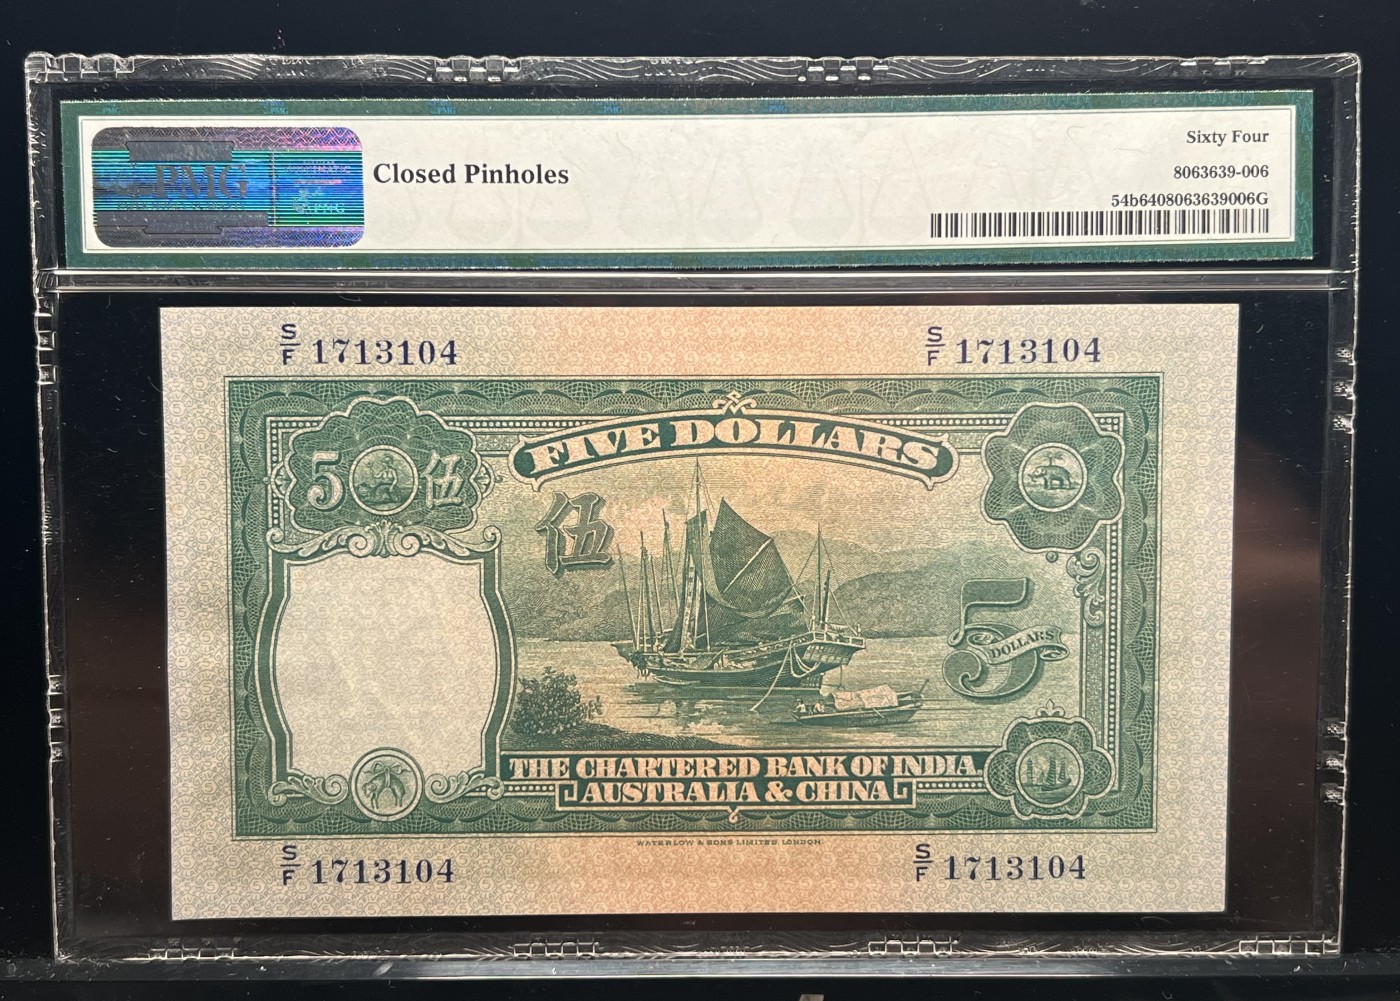 PMG
Closed Pinholes
Sixty Four
8063639-006
54b6408063639006G
S/F 1713104
S/F 1713104
FIVE DOLLARS
5 伍
伍
5
DOLLARS
THE CHARTERED BANK OF INDIA
AUSTRALIA & CHINA
WATERLOW & SONS LIMITED, LONDON
S/F 1713104
S/F 1713104